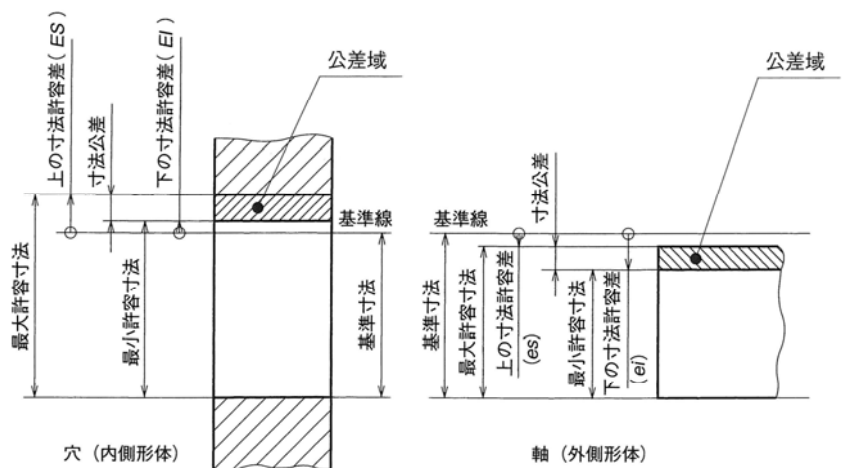 上の寸法許容差(ES)
寸法公差
下の寸法許容差(EI)
公差域
最大許容寸法
最小許容寸法
基準線
基準寸法
穴（内側形体）
公差域
寸法公差
基準線
基準寸法
最大許容寸法
上の寸法許容差
(es)
最小許容寸法
下の寸法許容差
(ei)
軸（外側形体）